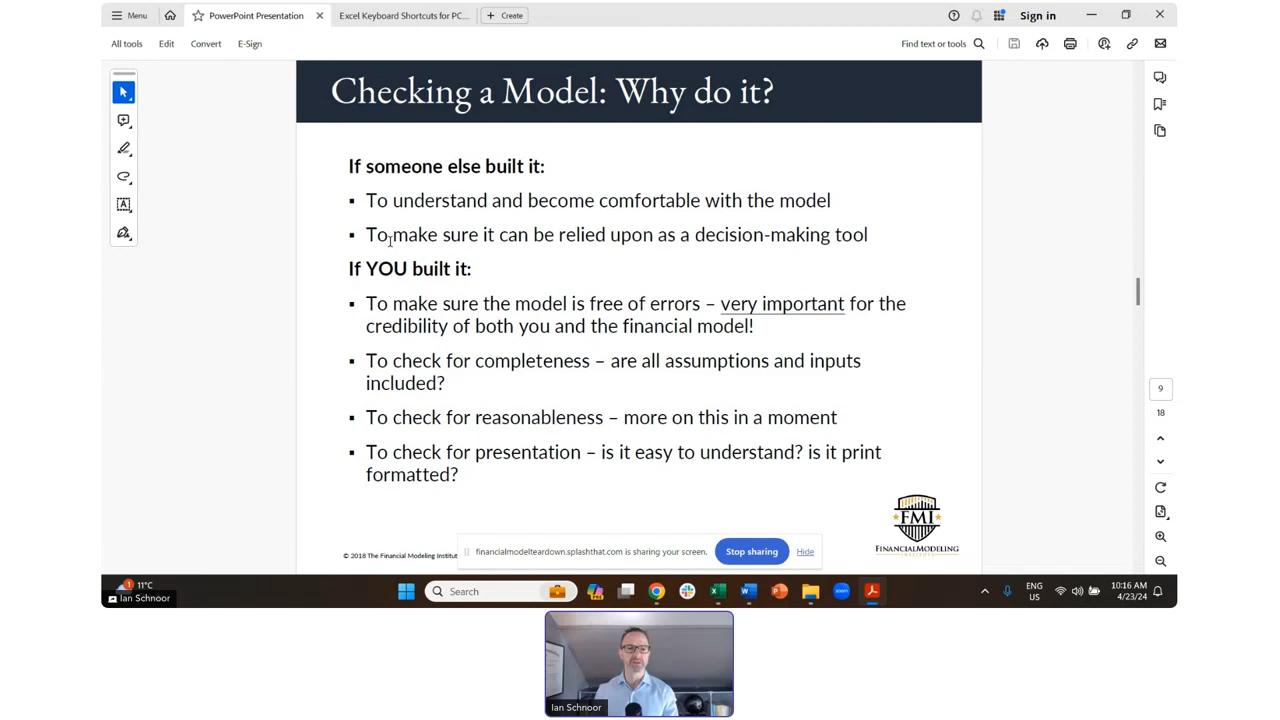 Menu
PowerPoint Presentation
Excel Keyboard Shortcuts for PC...
Create
Sign in
All tools
Edit
Convert
E-Sign
Find text or tools
Checking a Model: Why do it?
If someone else built it:
▪ To understand and become comfortable with the model
▪ To make sure it can be relied upon as a decision-making tool
If YOU built it:
▪ To make sure the model is free of errors – very important for the
credibility of both you and the financial model!
▪ To check for completeness – are all assumptions and inputs
included?
▪ To check for reasonableness – more on this in a moment
▪ To check for presentation – is it easy to understand? is it print
formatted?
9
18
FMI
FINANCIALMODELING
INSTITUTE
© 2018 The Financial Modeling Institut
financialmodelteardown.splashthat.com is sharing your screen.
Stop sharing
Hide
1
11°C
Ian Schnoor
Search
ENG
US
10:16 AM
4/23/24
Ian Schnoor